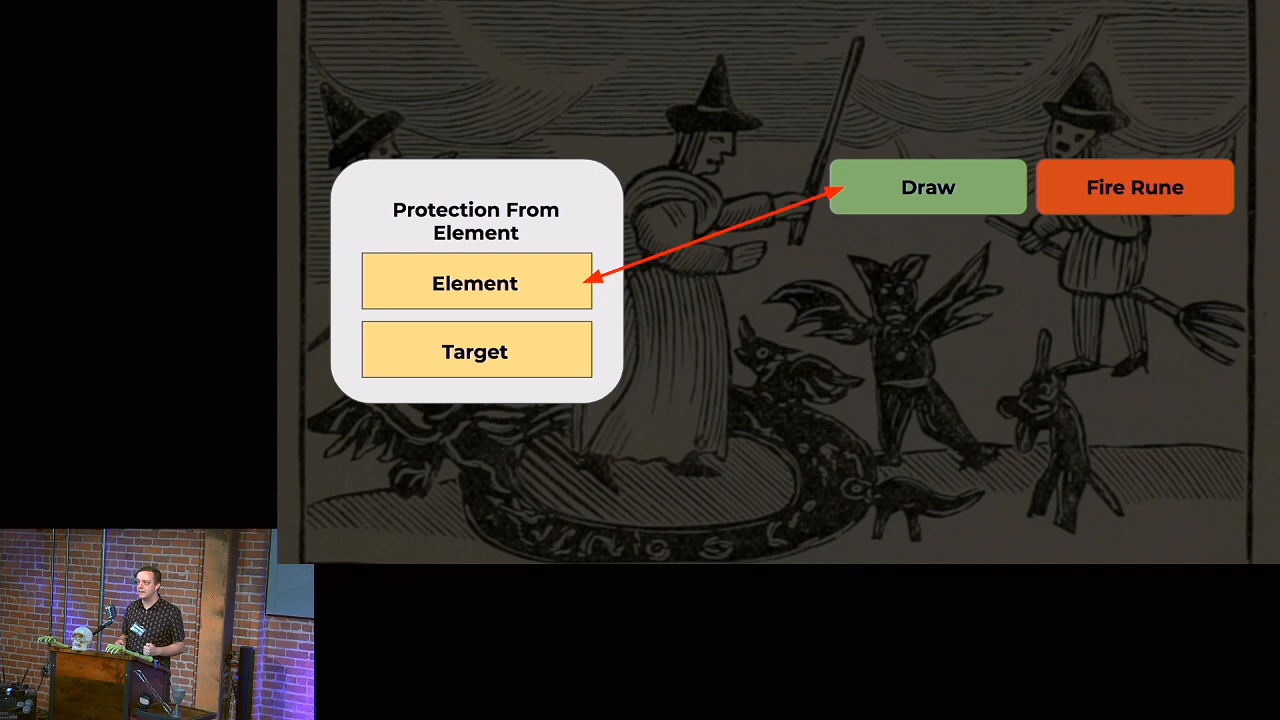 Protection From
Element
Element
Target
Draw
Fire Rune